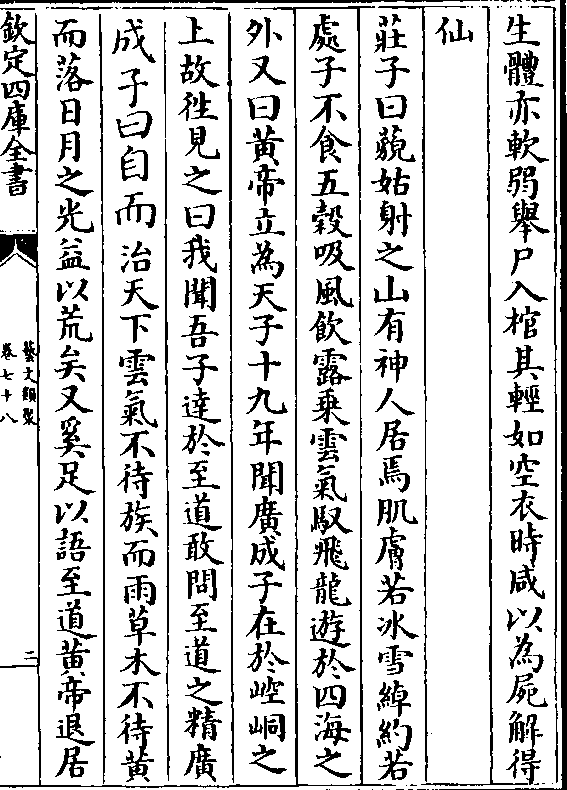 生體亦軟弱舉尸入棺其輕如空衣時咸以為屍解得
仙
莊子曰藐姑射之山有神人居焉肌膚若冰雪綽約若
處子不食五穀吸風飲露乗雲氣馭飛龍遊於四海之
外又曰黄帝立為天子十九年聞廣成子在於崆峒之
上故徃見之曰我聞吾子達於至道敢問至道之精廣
成子曰自而治天下雲氣不待族而雨草木不待黄
而落日月之光益以荒矣又奚足以語至道黄帝退居
欽定四庫全書
藝文類聚
卷七十八
二